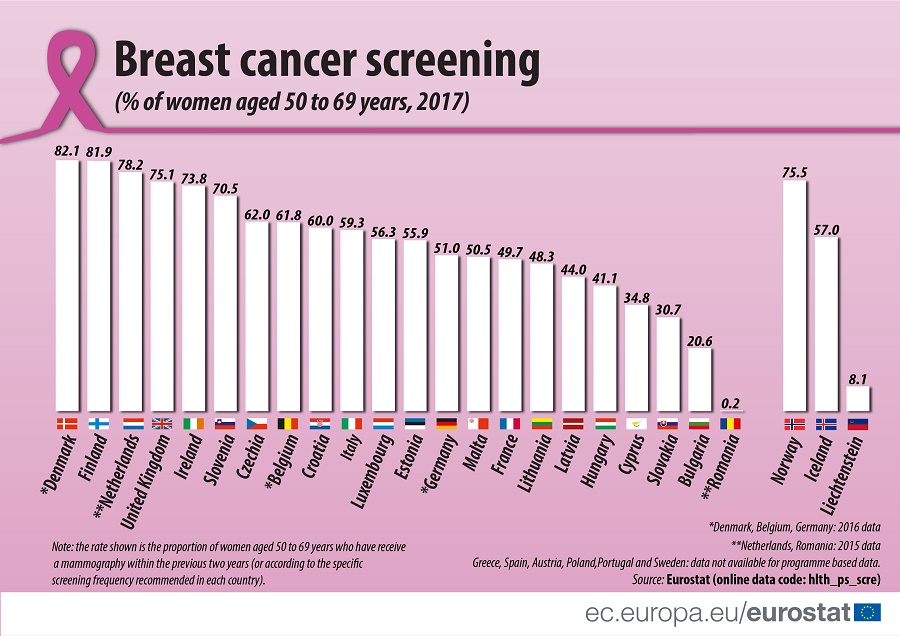 Breast cancer screening
(% of women aged 50 to 69 years, 2017)
82.1 81.9 78.2 75.1 73.8 70.5 62.0 61.8 60.0 59.3 56.3 55.9 51.0 50.5 49.7 48.3 44.0 41.1 34.8 30.7 20.6 0.2 75.5 57.0 8.1
*Denmark
Finland
**Netherlands
United Kingdom
Ireland
Slovenia
Czechia
*Belgium
Croatia
Italy
Luxembourg
Estonia
*Germany
Malta
France
Lithuania
Latvia
Hungary
Cyprus
Slovakia
Bulgaria
**Romania
Norway
Iceland
Liechtenstein
Note: the rate shown is the proportion of women aged 50 to 69 years who have receive
a mammography within the previous two years (or according to the specific
screening frequency recommended in each country).
*Denmark, Belgium, Germany: 2016 data
**Netherlands, Romania: 2015 data
Greece, Spain, Austria, Poland,Portugal and Sweden: data not available for programme based data.
Source: Eurostat (online data code: hlth_ps_scre)
ec.europa.eu/eurostat